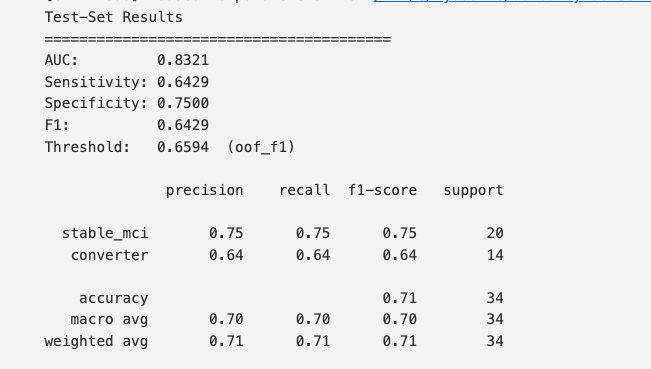 Test-Set Results
========================================
AUC: 0.8321
Sensitivity: 0.6429
Specificity: 0.7500
F1: 0.6429
Threshold: 0.6594 (oof_f1)
precision recall f1-score support
stable_mci 0.75 0.75 0.75 20
converter 0.64 0.64 0.64 14
accuracy 0.71 34
macro avg 0.70 0.70 0.70 34
weighted avg 0.71 0.71 0.71 34